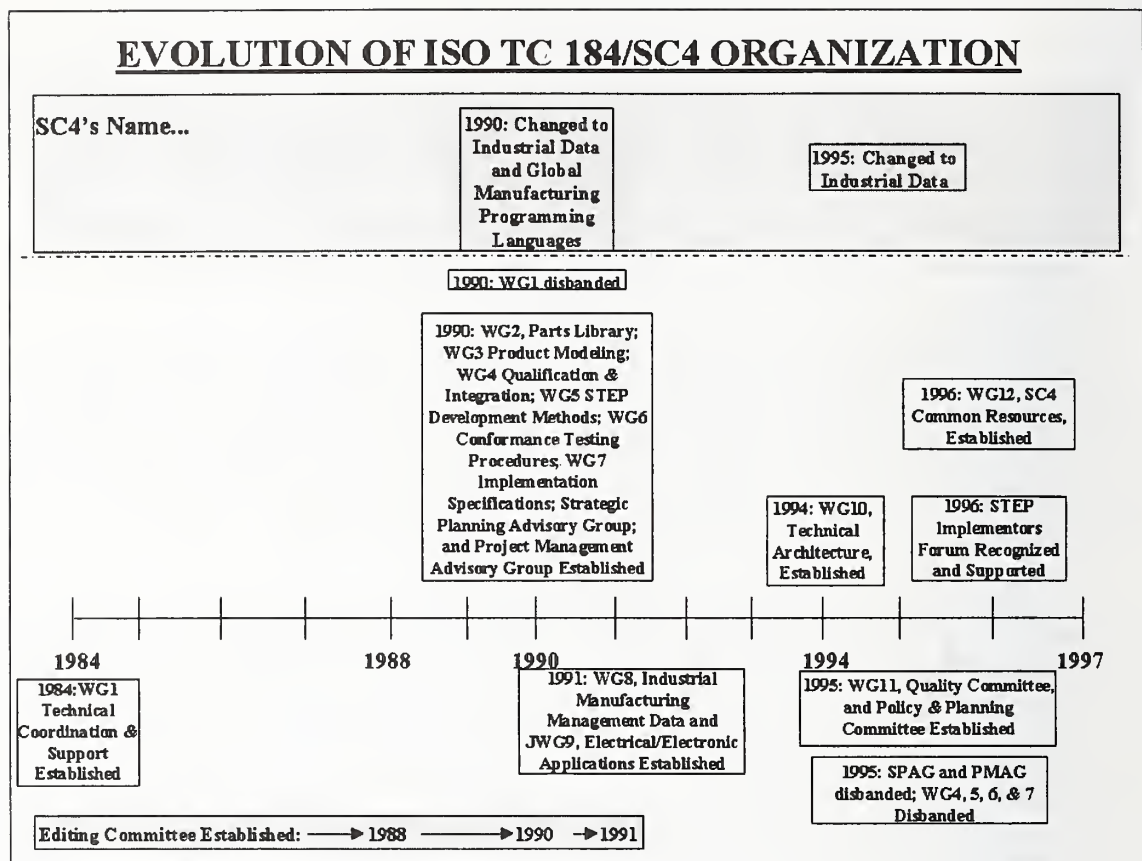 EVOLUTION OF ISO TC 184/SC4 ORGANIZATION
SC4's Name...
1990: Changed to
Industrial Data
and Global
Manufacturing
Programming
Languages
1995: Changed to
Industrial Data
1990: WG1 disbanded
1990: WG2, Parts Library;
WG3 Product Modeling;
WG4 Qualification &
Integration; WG5 STEP
Development Methods; WG6
Conformance Testing
Procedures; WG7
Implementation
Specifications; Strategic
Planning Advisory Group;
and Project Management
Advisory Group Established
1996: WG12, SC4
Common Resources,
Established
1994: WG10,
Technical
Architecture,
Established
1996: STEP
Implementors
Forum Recognized
and Supported
1984 1988 1990 1994 1997
1984:WG1
Technical
Coordination &
Support
Established
1991: WG8, Industrial
Manufacturing
Management Data and
JWG9, Electrical/Electronic
Applications Established
1995: WG11, Quality Committee,
and Policy & Planning
Committee Established
1995: SPAG and PMAG
disbanded; WG4, 5, 6, & 7
Disbanded
Editing Committee Established: 1988 1990 1991